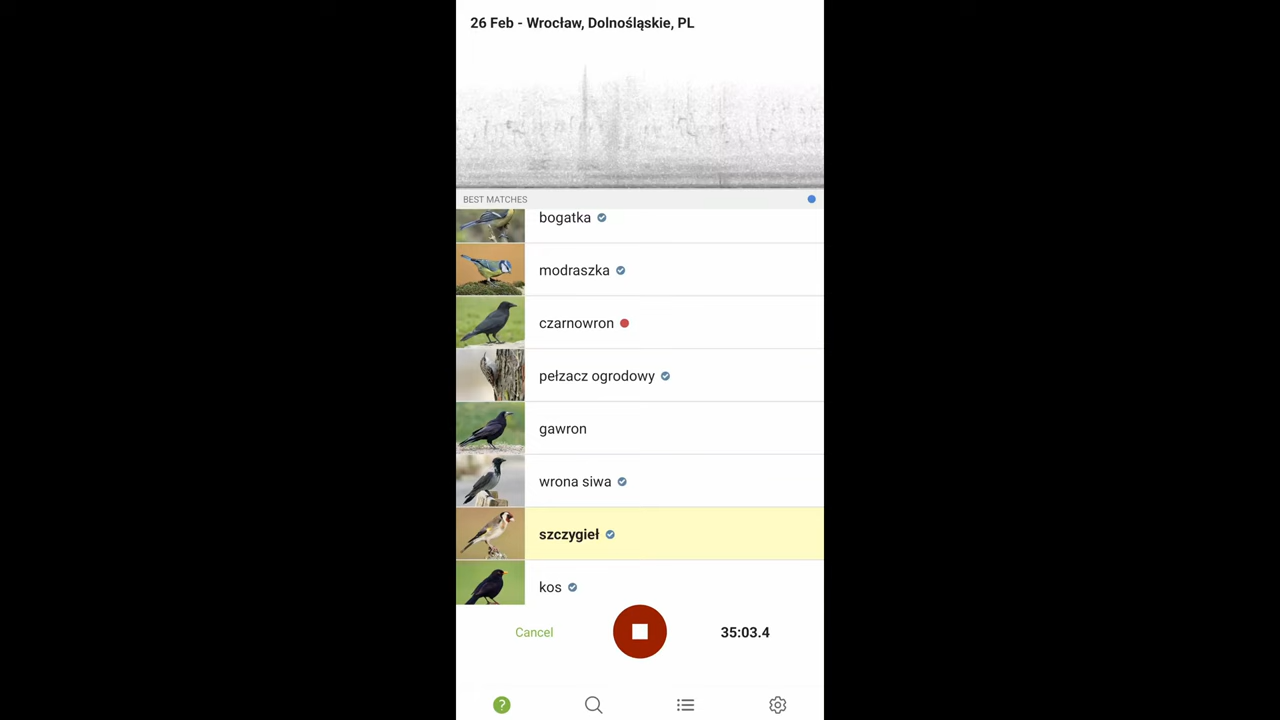 26 Feb - Wrocław, Dolnośląskie, PL
BEST MATCHES
bogatka
modraszka
czarnowron
pełzacz ogrodowy
gawron
wrona siwa
szczygieł
kos
Cancel
35:03.4
?